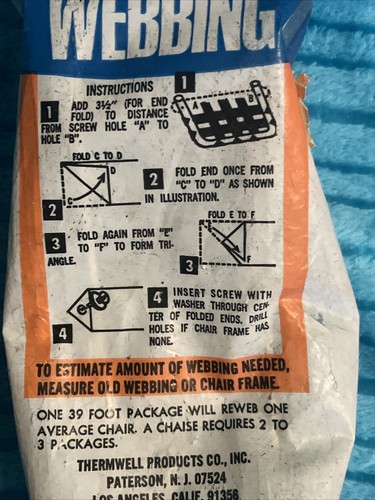 WEBBING
INSTRUCTIONS
1
1 ADD 3½" (FOR END
FOLD) TO DISTANCE
FROM SCREW HOLE "A" TO
HOLE "B".
A
FOLD C TO D
D
C
2
2 FOLD END ONCE FROM
"C" TO "D" AS SHOWN
IN ILLUSTRATION.
3 FOLD AGAIN FROM "E"
TO "F" TO FORM TRI-
ANGLE.
FOLD E TO F
E
F
3
4
4 INSERT SCREW WITH
WASHER THROUGH CEN-
TER OF FOLDED ENDS. DRILL
HOLES IF CHAIR FRAME HAS
NONE.
TO ESTIMATE AMOUNT OF WEBBING NEEDED,
MEASURE OLD WEBBING OR CHAIR FRAME.
ONE 39 FOOT PACKAGE WILL REWEB ONE
AVERAGE CHAIR. A CHAISE REQUIRES 2 TO
3 PACKAGES.
THERMWELL PRODUCTS CO., INC.
PATERSON, N. J. 07524
LOS ANGELES, CALIF. 91356